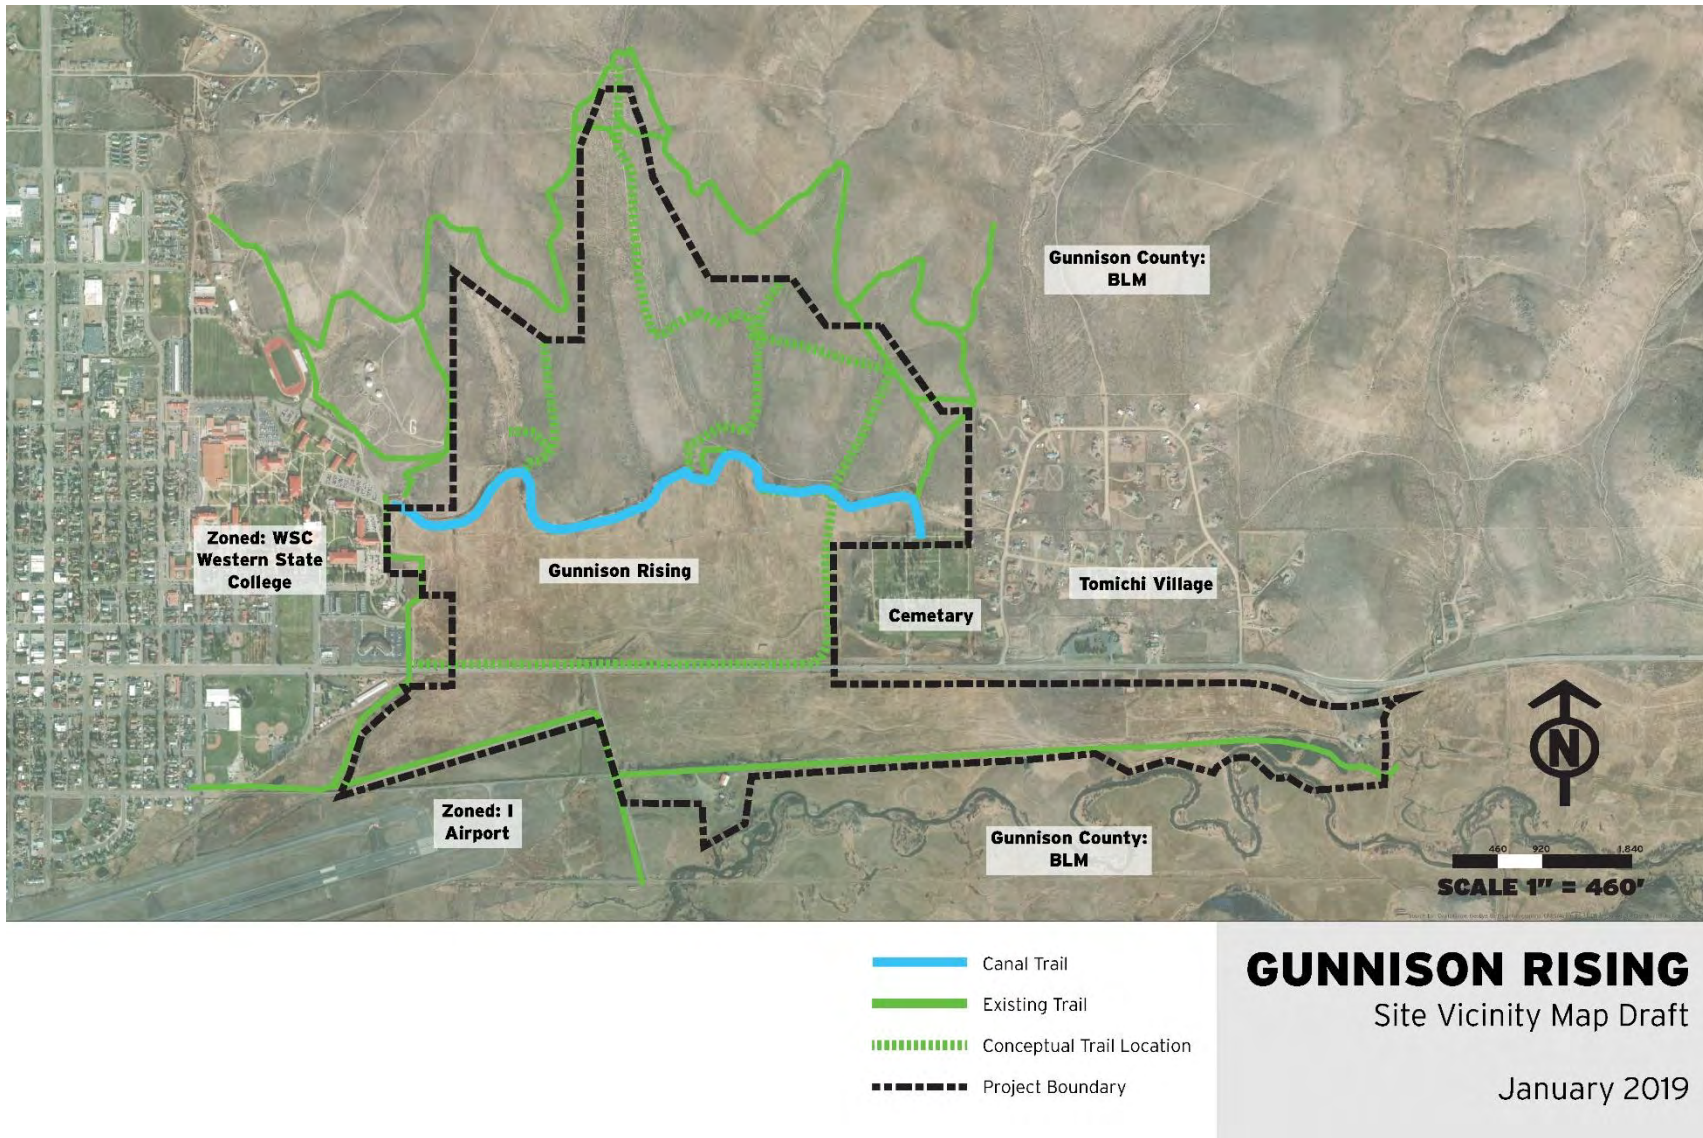 Gunnison County:
BLM
G
Zoned: WSC
Western State
College
Gunnison Rising
Tomichi Village
Cemetary
Zoned: I
Airport
Gunnison County:
BLM
N
460 920 1,840
SCALE 1" = 460'
Canal Trail
Existing Trail
Conceptual Trail Location
Project Boundary
GUNNISON RISING
Site Vicinity Map Draft
January 2019